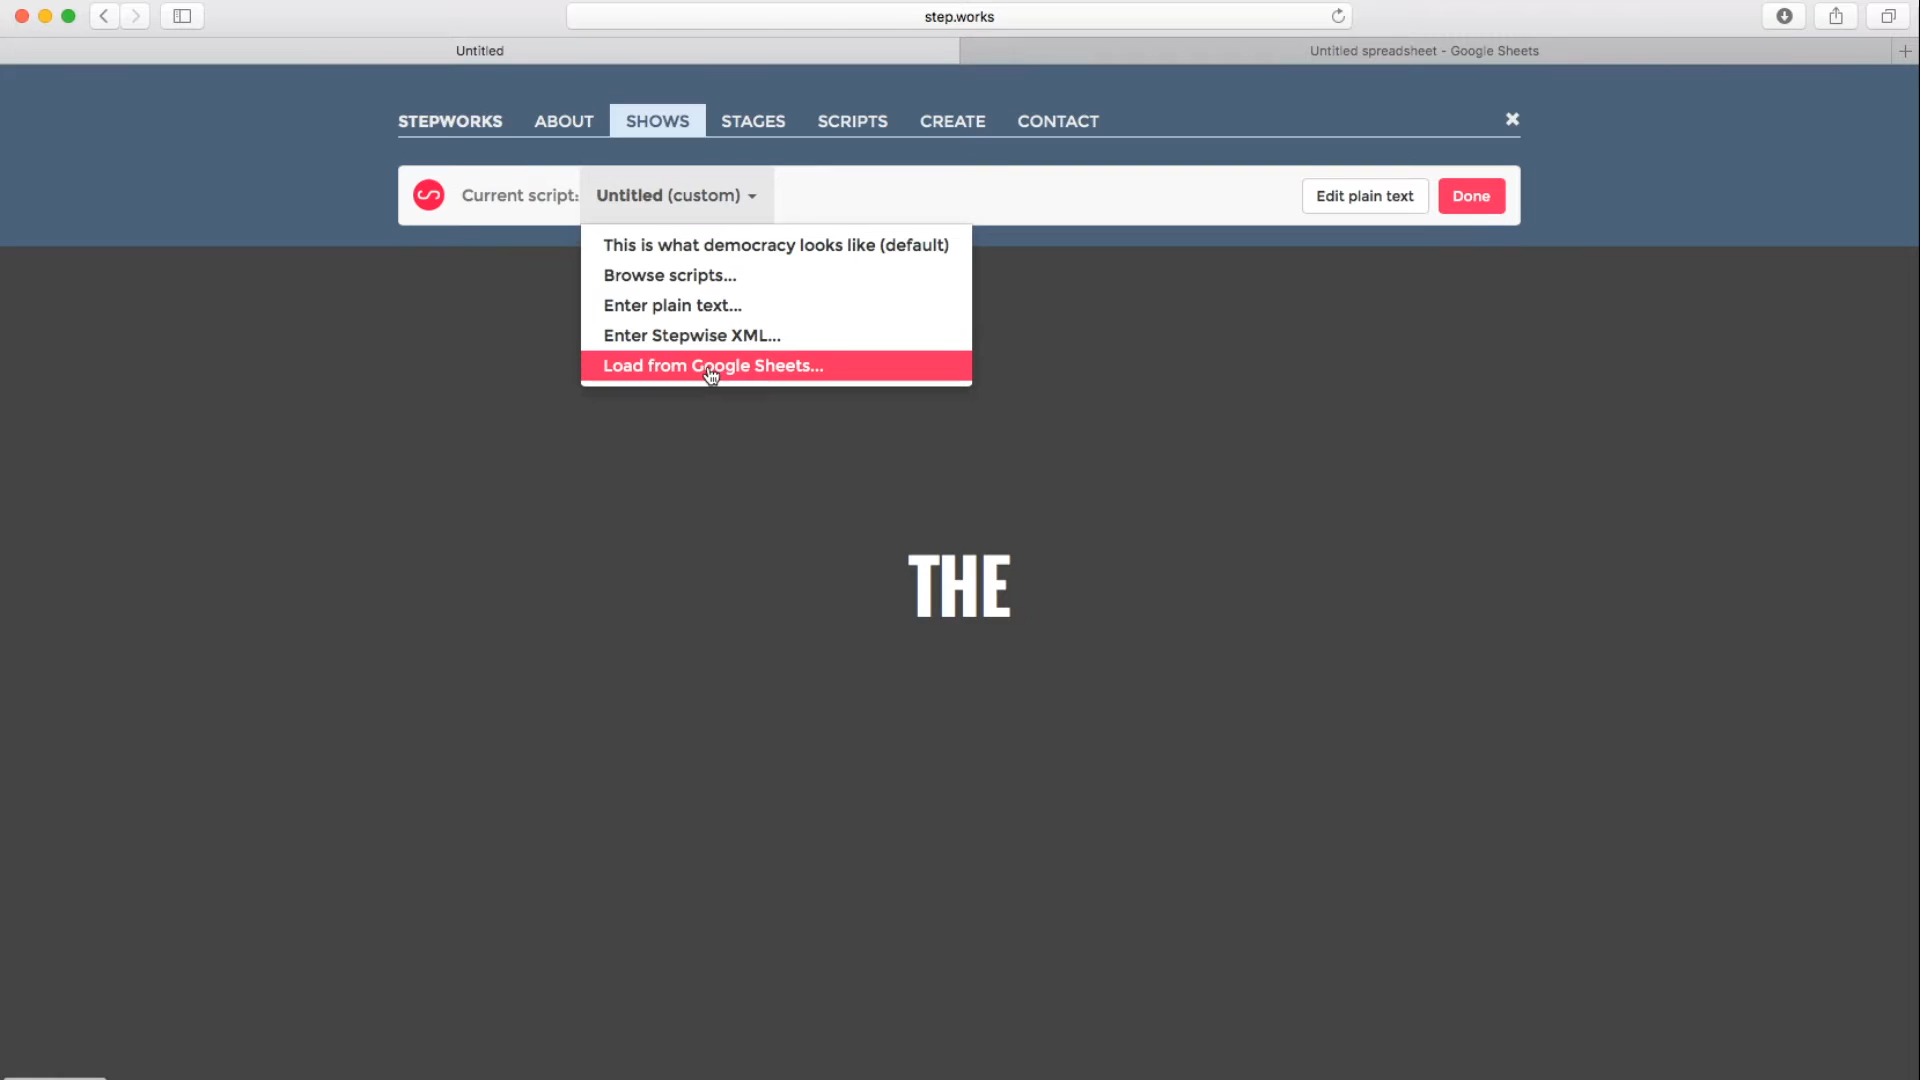 step.works
Untitled
Untitled spreadsheet - Google Sheets
STEPWORKS ABOUT SHOWS STAGES SCRIPTS CREATE CONTACT
Current script: Untitled (custom) Edit plain text Done
This is what democracy looks like (default)
Browse scripts...
Enter plain text...
Enter Stepwise XML...
Load from Google Sheets...
THE